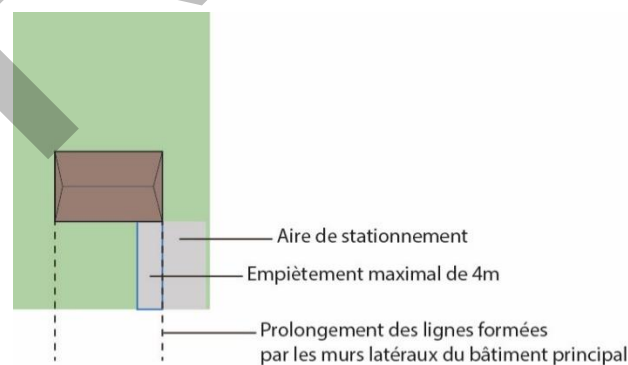 Aire de stationnement
Empiètement maximal de 4m
Prolongement des lignes formées
par les murs latéraux du bâtiment principal